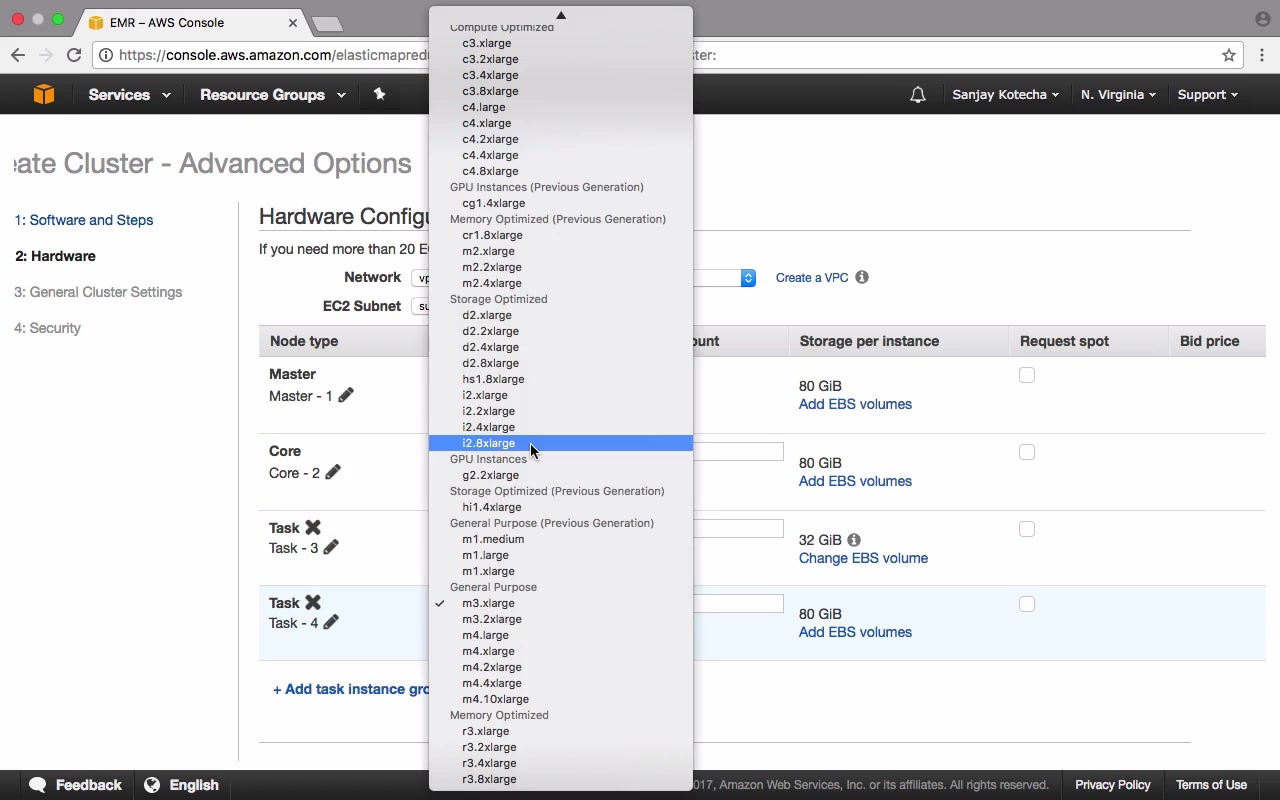 EMR – AWS Console
https://console.aws.amazon.com/elasticmapredu
ster:
Services
Resource Groups
Sanjay Kotecha
N. Virginia
Support
eate Cluster - Advanced Options
1: Software and Steps
2: Hardware
3: General Cluster Settings
4: Security
Hardware Configu
If you need more than 20 E
Network
vp
Create a VPC
EC2 Subnet
su
Node type
ount
Storage per instance
Request spot
Bid price
Master
Master - 1
80 GiB
Add EBS volumes
Core
Core - 2
80 GiB
Add EBS volumes
Task
Task - 3
32 GiB
Change EBS volume
Task
Task - 4
80 GiB
Add EBS volumes
+ Add task instance gro
Compute Optimized
c3.xlarge
c3.2xlarge
c3.4xlarge
c3.8xlarge
c4.large
c4.xlarge
c4.2xlarge
c4.4xlarge
c4.8xlarge
GPU Instances (Previous Generation)
cg1.4xlarge
Memory Optimized (Previous Generation)
cr1.8xlarge
m2.xlarge
m2.2xlarge
m2.4xlarge
Storage Optimized
d2.xlarge
d2.2xlarge
d2.4xlarge
d2.8xlarge
hs1.8xlarge
i2.xlarge
i2.2xlarge
i2.4xlarge
i2.8xlarge
GPU Instances
g2.2xlarge
Storage Optimized (Previous Generation)
hi1.4xlarge
General Purpose (Previous Generation)
m1.medium
m1.large
m1.xlarge
General Purpose
m3.xlarge
m3.2xlarge
m4.large
m4.xlarge
m4.2xlarge
m4.4xlarge
m4.10xlarge
Memory Optimized
r3.xlarge
r3.2xlarge
r3.4xlarge
r3.8xlarge
Feedback
English
017, Amazon Web Services, Inc. or its affiliates. All rights reserved.
Privacy Policy
Terms of Use